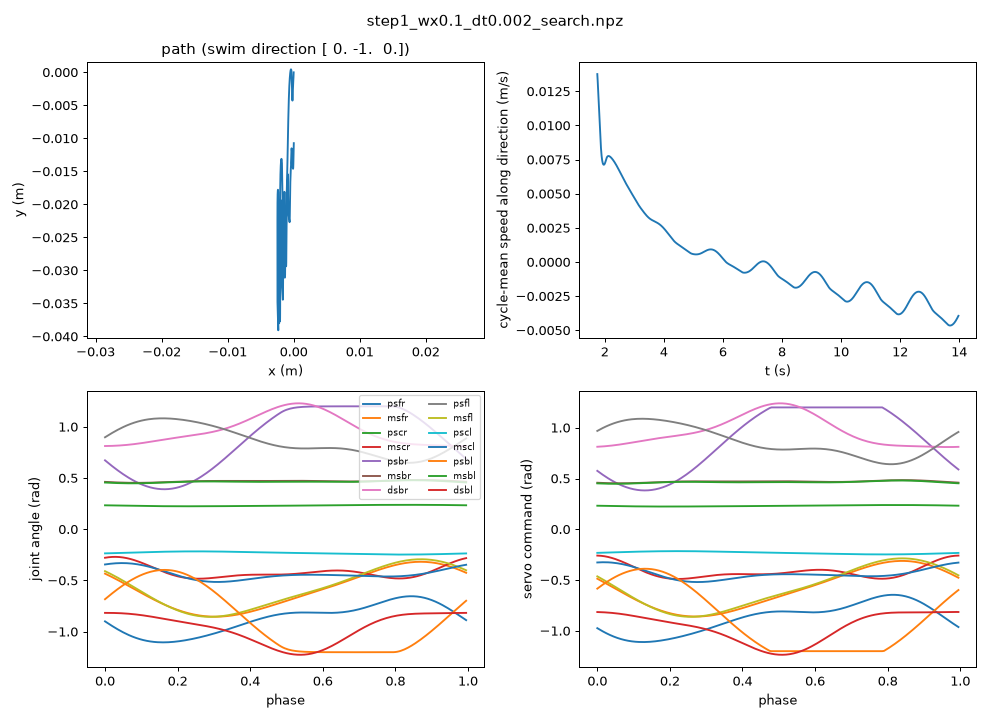 step1_wx0.1_dt0.002_search.npz
path (swim direction [ 0. -1.  0.])
y (m)
0.000
−0.005
−0.010
−0.015
−0.020
−0.025
−0.030
−0.035
−0.040
−0.03
−0.02
−0.01
0.00
0.01
0.02
x (m)
cycle-mean speed along direction (m/s)
0.0125
0.0100
0.0075
0.0050
0.0025
0.0000
−0.0025
−0.0050
2
4
6
8
10
12
14
t (s)
joint angle (rad)
1.0
0.5
0.0
−0.5
−1.0
0.0
0.2
0.4
0.6
0.8
1.0
phase
psfr
msfr
pscr
mscr
psbr
msbr
dsbr
psfl
msfl
pscl
mscl
psbl
msbl
dsbl
servo command (rad)
1.0
0.5
0.0
−0.5
−1.0
0.0
0.2
0.4
0.6
0.8
1.0
phase